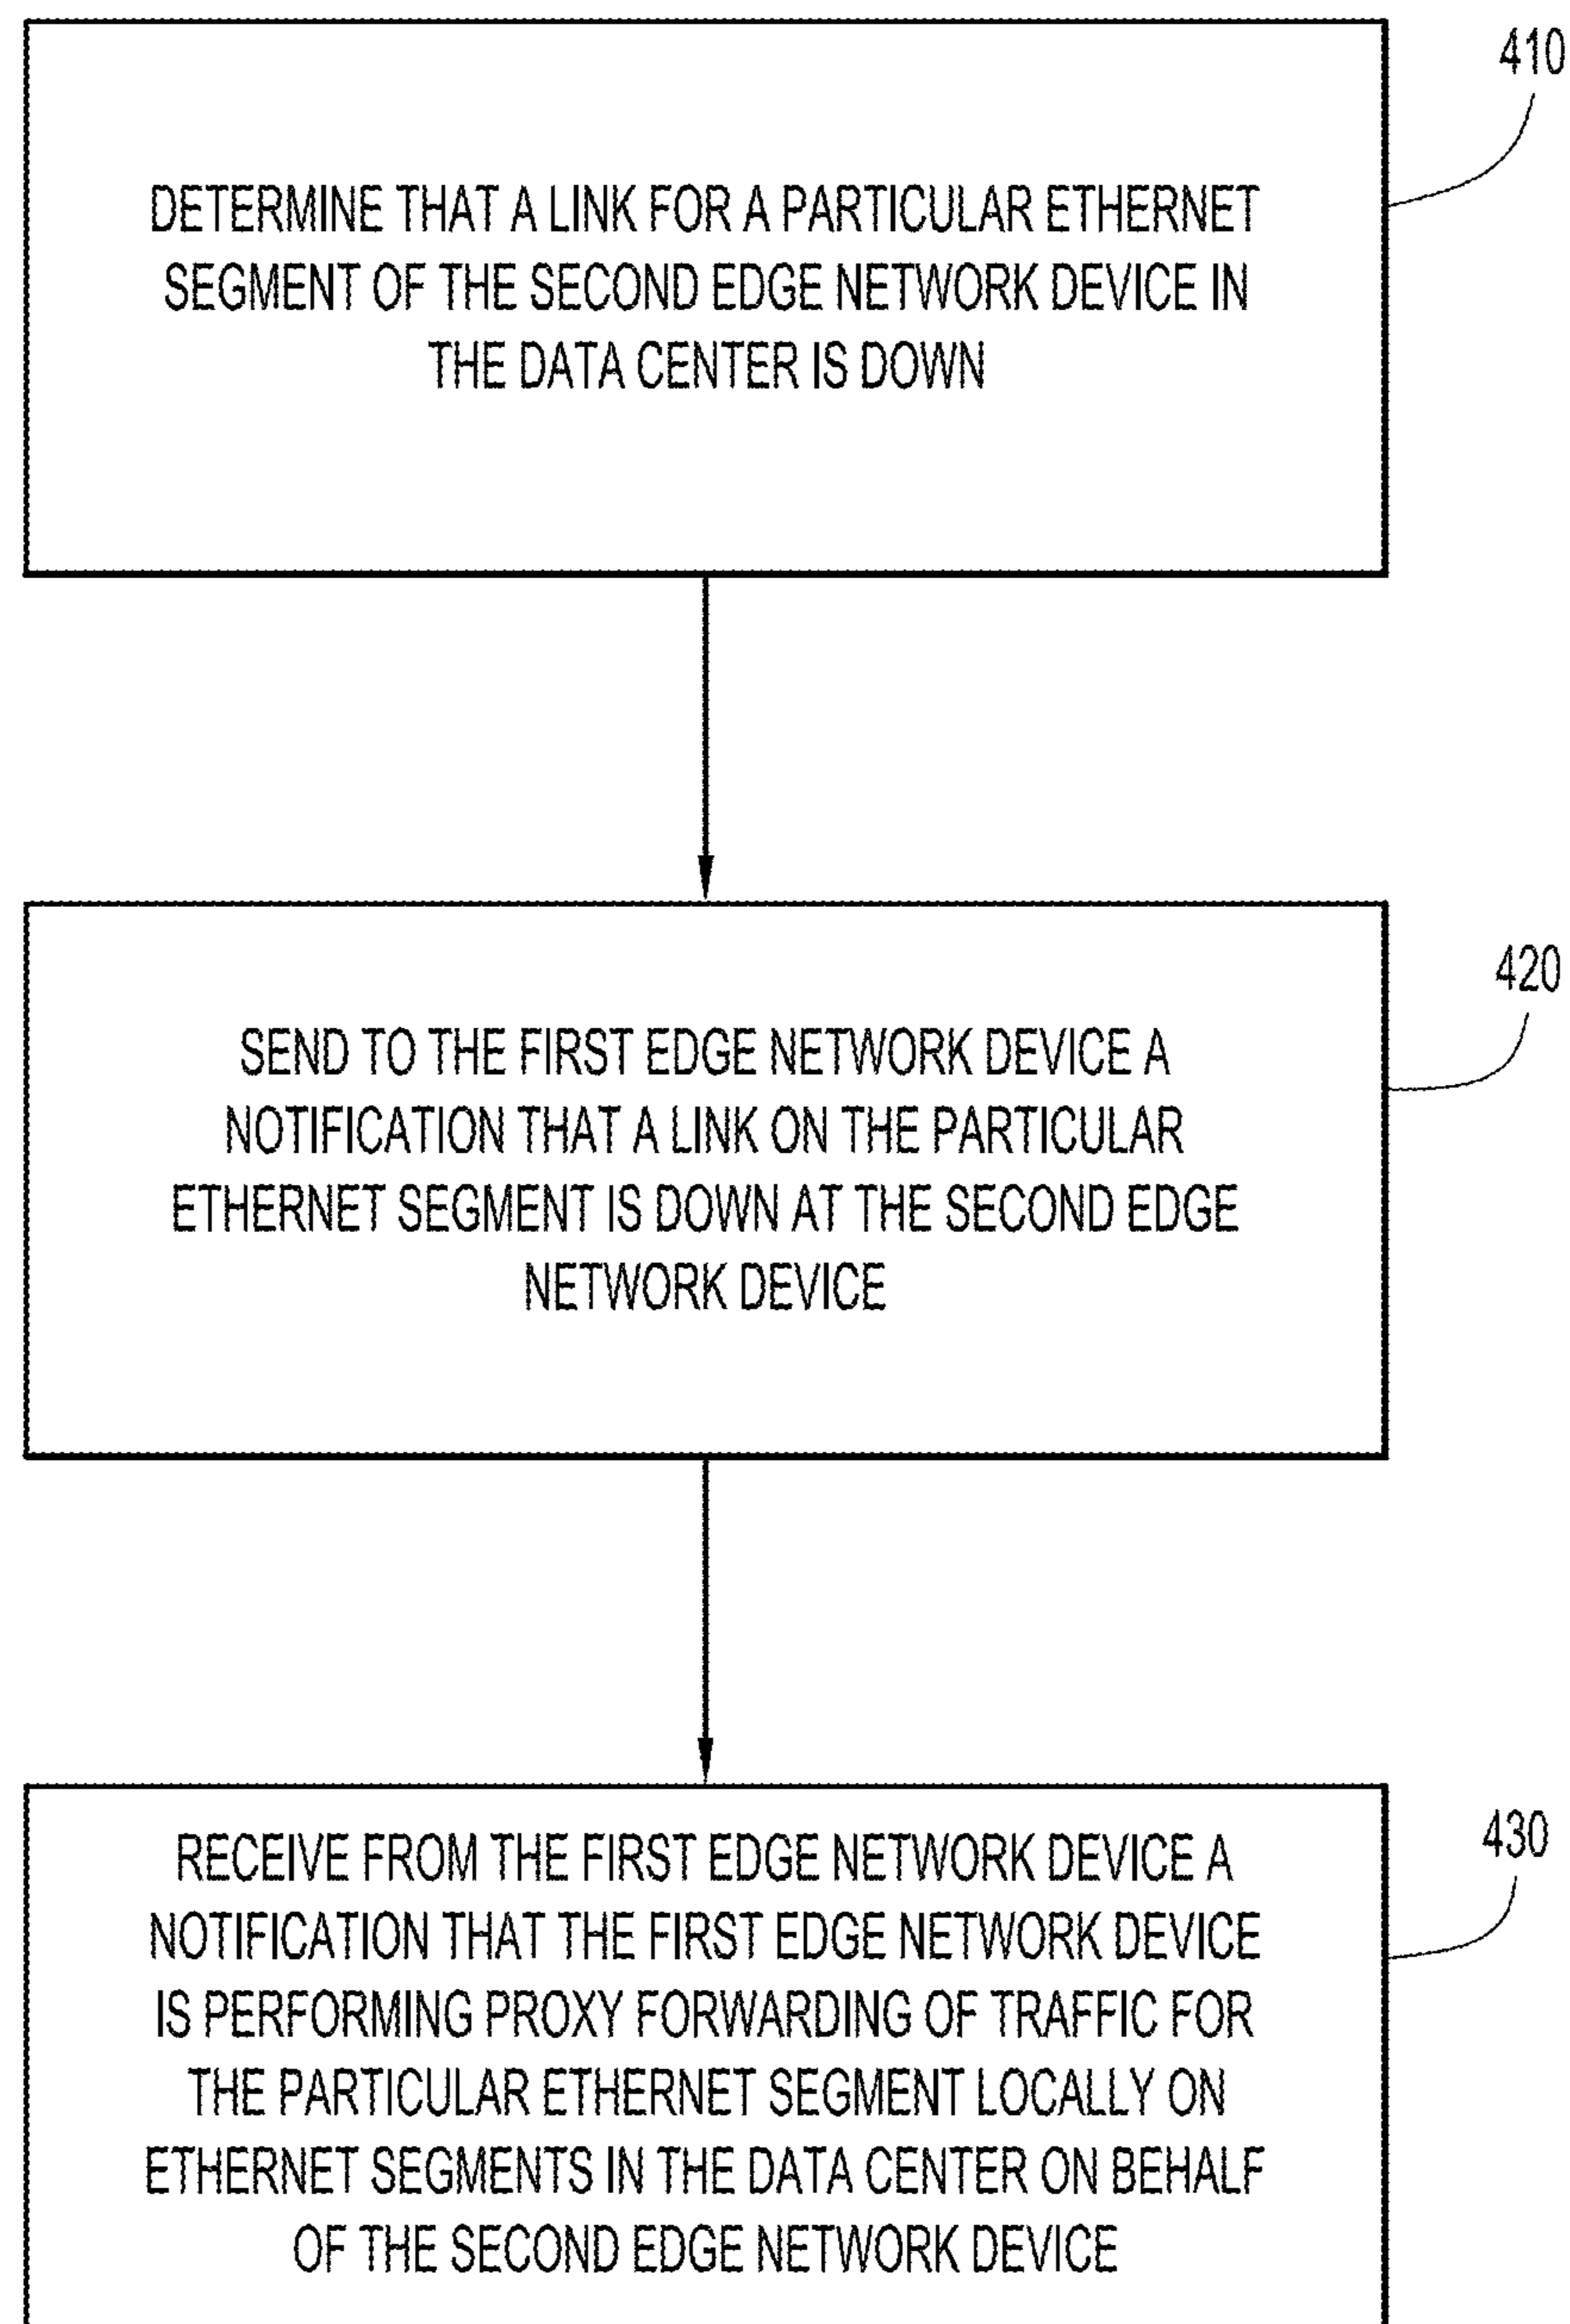 410
DETERMINE THAT A LINK FOR A PARTICULAR ETHERNET
SEGMENT OF THE SECOND EDGE NETWORK DEVICE IN
THE DATA CENTER IS DOWN
420
SEND TO THE FIRST EDGE NETWORK DEVICE A
NOTIFICATION THAT A LINK ON THE PARTICULAR
ETHERNET SEGMENT IS DOWN AT THE SECOND EDGE
NETWORK DEVICE
430
RECEIVE FROM THE FIRST EDGE NETWORK DEVICE A
NOTIFICATION THAT THE FIRST EDGE NETWORK DEVICE
IS PERFORMING PROXY FORWARDING OF TRAFFIC FOR
THE PARTICULAR ETHERNET SEGMENT LOCALLY ON
ETHERNET SEGMENTS IN THE DATA CENTER ON BEHALF
OF THE SECOND EDGE NETWORK DEVICE